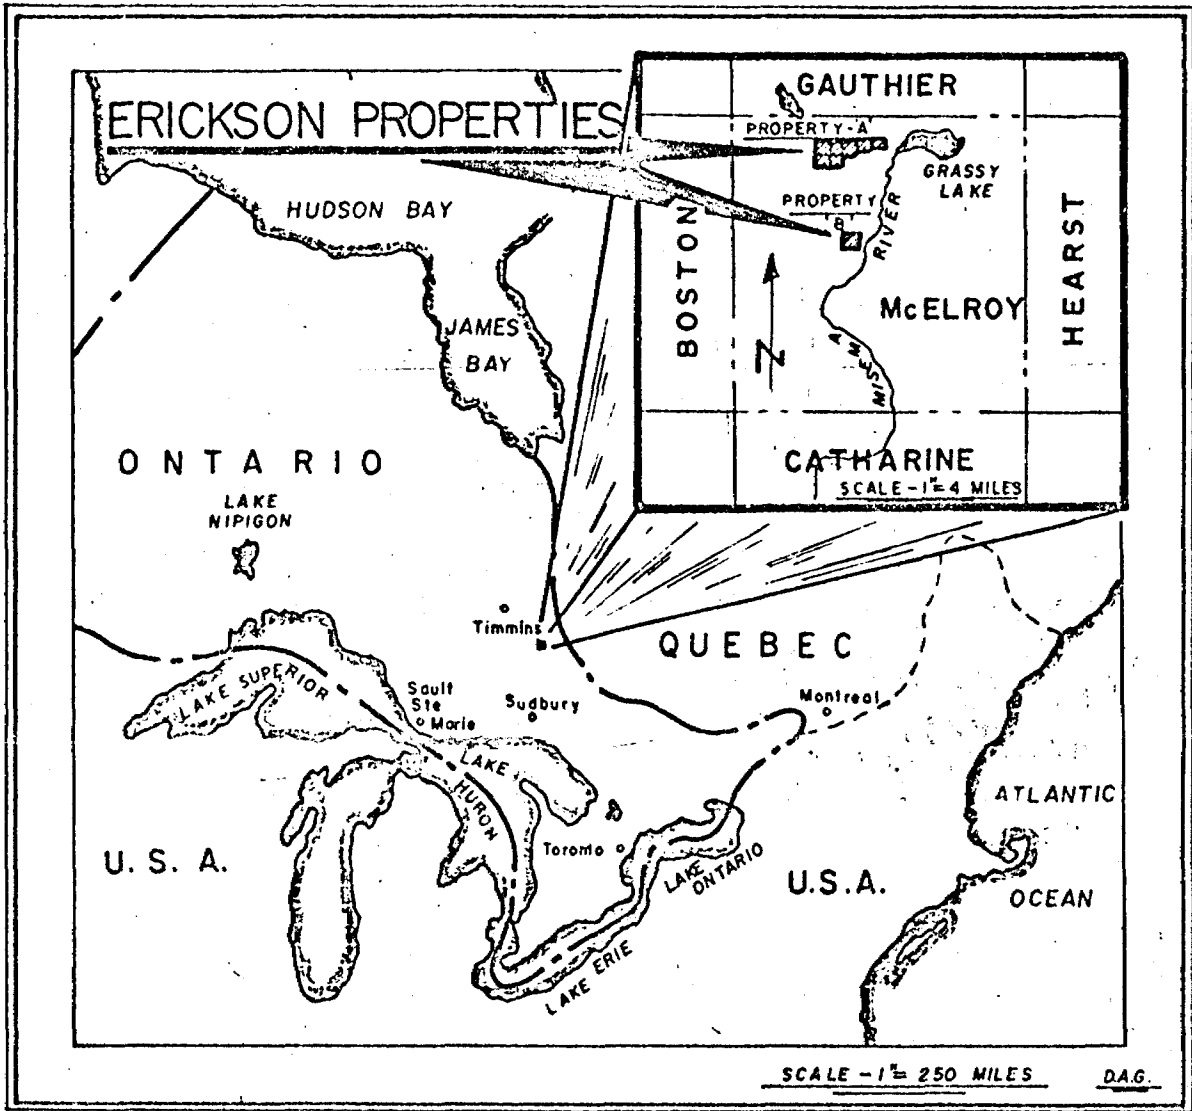 ERICKSON PROPERTIES
HUDSON BAY
JAMES
BAY
ONTARIO
LAKE
NIPIGON
Timmins
QUEBEC
LAKE SUPERIOR
Sault
Ste
Marie
Sudbury
Montreal
LAKE
HURON
Toromo
LAKE
ONTARIO
LAKE ERIE
U.S.A.
U.S.A.
ATLANTIC
OCEAN
GAUTHIER
PROPERTY-'A'
GRASSY
LAKE
PROPERTY
'B'
RIVER
BOSTON
McELROY
HEARST
N
MISEMA
CATHARINE
SCALE-1"=4 MILES
SCALE-1"=250 MILES
D.A.G.